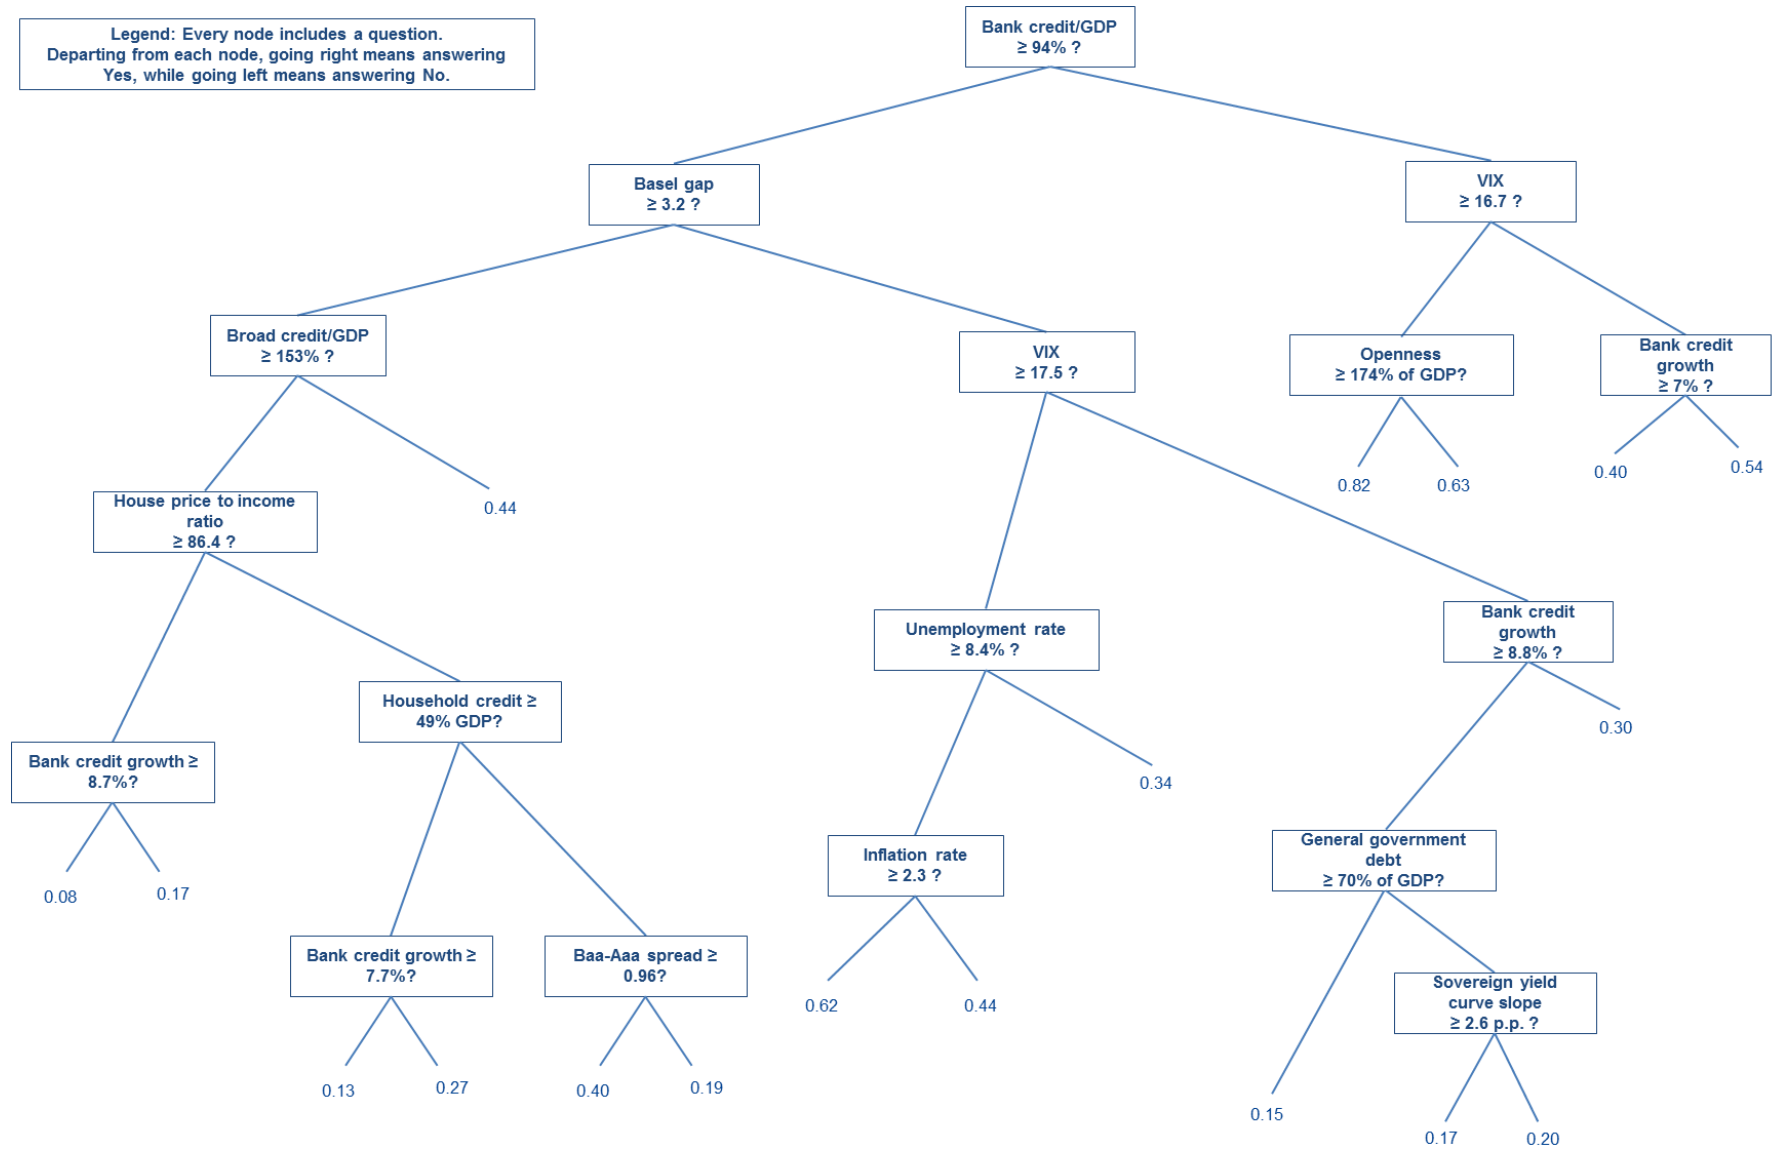 Legend: Every node includes a question.
Departing from each node, going right means answering
Yes, while going left means answering No.
Bank credit/GDP
≥ 94% ?
Basel gap
≥ 3.2 ?
VIX
≥ 16.7 ?
Broad credit/GDP
≥ 153% ?
VIX
≥ 17.5 ?
Openness
≥ 174% of GDP?
Bank credit
growth
≥ 7% ?
0.82
0.63
0.40
0.54
House price to income
ratio
≥ 86.4 ?
0.44
Unemployment rate
≥ 8.4% ?
Bank credit
growth
≥ 8.8% ?
Household credit ≥
49% GDP?
0.30
Bank credit growth ≥
8.7%?
0.34
0.08
0.17
Inflation rate
≥ 2.3 ?
General government
debt
≥ 70% of GDP?
Bank credit growth ≥
7.7%?
Baa-Aaa spread ≥
0.96?
0.62
0.44
Sovereign yield
curve slope
≥ 2.6 p.p. ?
0.13
0.27
0.40
0.19
0.15
0.17
0.20